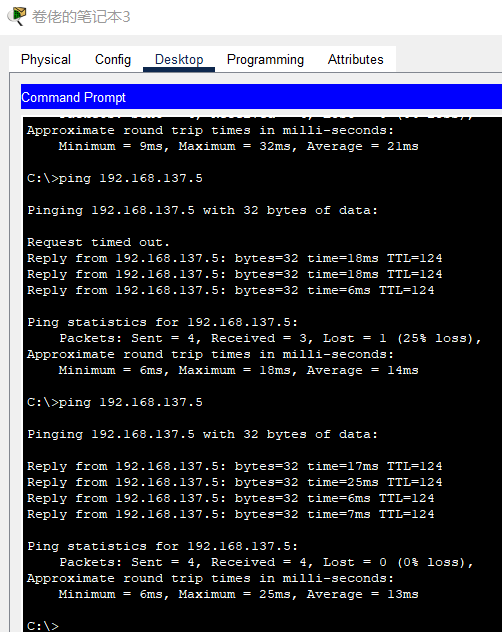 卷佬的笔记本3
Physical Config Desktop Programming Attributes
Command Prompt
Approximate round trip times in milli-seconds:
Minimum = 9ms, Maximum = 32ms, Average = 21ms
C:\>ping 192.168.137.5
Pinging 192.168.137.5 with 32 bytes of data:
Request timed out.
Reply from 192.168.137.5: bytes=32 time=18ms TTL=124
Reply from 192.168.137.5: bytes=32 time=18ms TTL=124
Reply from 192.168.137.5: bytes=32 time=6ms TTL=124
Ping statistics for 192.168.137.5:
Packets: Sent = 4, Received = 3, Lost = 1 (25% loss),
Approximate round trip times in milli-seconds:
Minimum = 6ms, Maximum = 18ms, Average = 14ms
C:\>ping 192.168.137.5
Pinging 192.168.137.5 with 32 bytes of data:
Reply from 192.168.137.5: bytes=32 time=17ms TTL=124
Reply from 192.168.137.5: bytes=32 time=25ms TTL=124
Reply from 192.168.137.5: bytes=32 time=6ms TTL=124
Reply from 192.168.137.5: bytes=32 time=7ms TTL=124
Ping statistics for 192.168.137.5:
Packets: Sent = 4, Received = 4, Lost = 0 (0% loss),
Approximate round trip times in milli-seconds:
Minimum = 6ms, Maximum = 25ms, Average = 13ms
C:\>